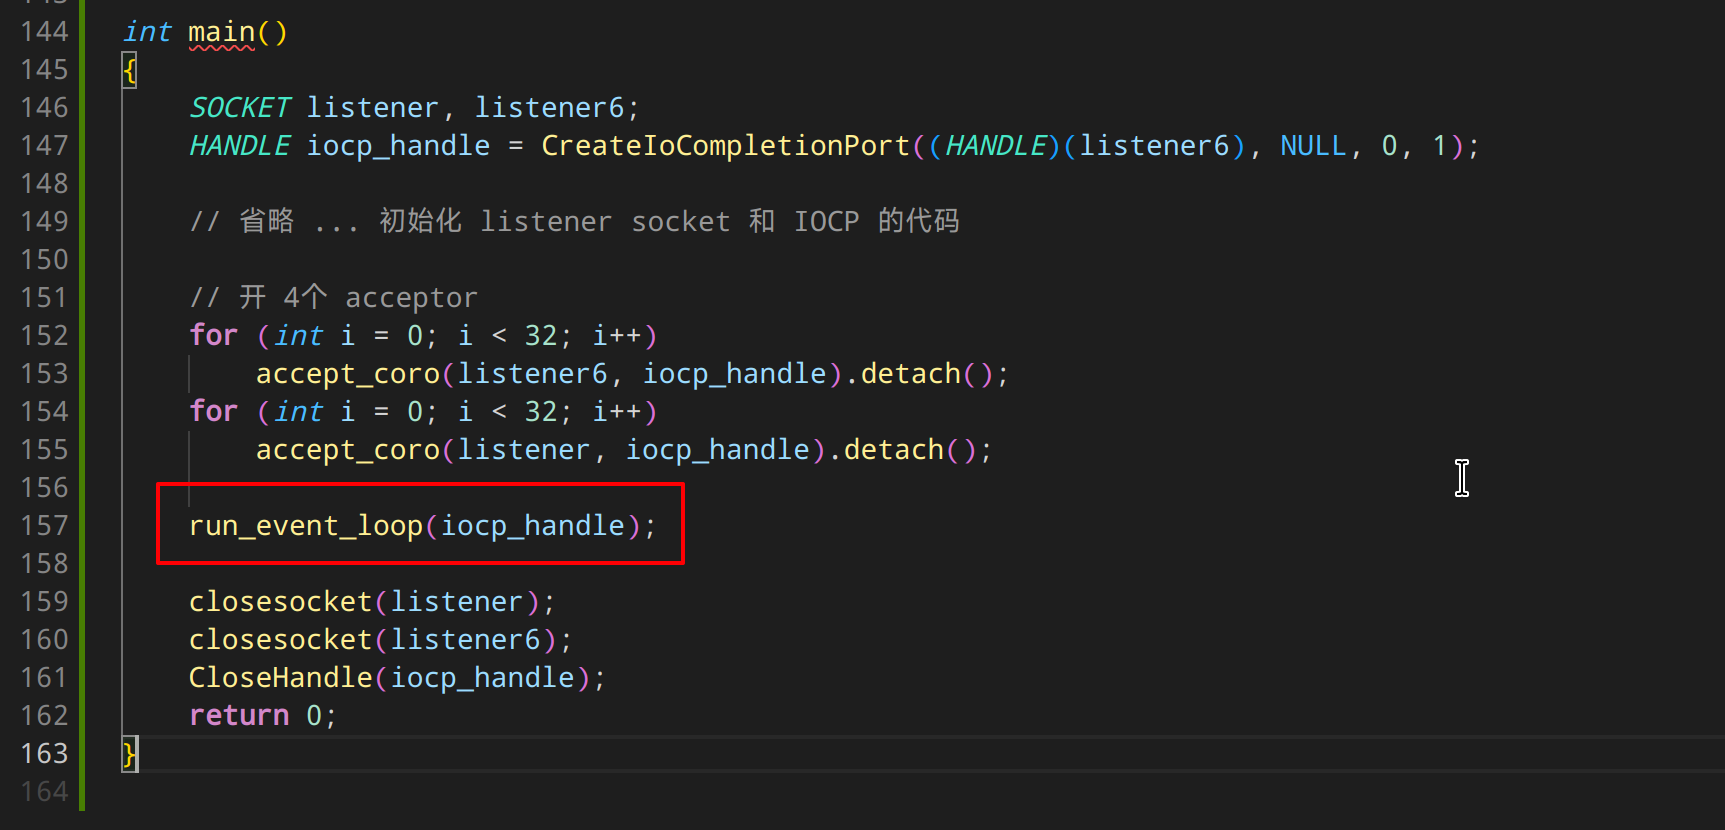 144 int main()
145 {
146 SOCKET listener, listener6;
147 HANDLE iocp_handle = CreateIoCompletionPort((HANDLE)(listener6), NULL, 0, 1);
148
149 // 省略 ... 初始化 listener socket 和 IOCP 的代码
150
151 // 开 4个 acceptor
152 for (int i = 0; i < 32; i++)
153 accept_coro(listener6, iocp_handle).detach();
154 for (int i = 0; i < 32; i++)
155 accept_coro(listener, iocp_handle).detach();
156
157 run_event_loop(iocp_handle);
158
159 closesocket(listener);
160 closesocket(listener6);
161 CloseHandle(iocp_handle);
162 return 0;
163 }
164